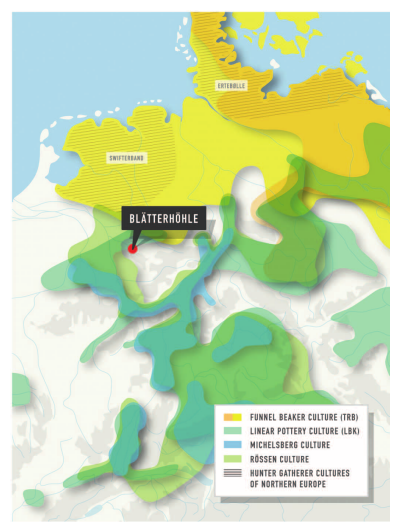 ERTEBØLLE
SWIFTERBAND
BLÄTTERHÖHLE
FUNNEL BEAKER CULTURE (TRB)
LINEAR POTTERY CULTURE (LBK)
MICHELSBERG CULTURE
RÖSSEN CULTURE
HUNTER GATHERER CULTURES
OF NORTHERN EUROPE